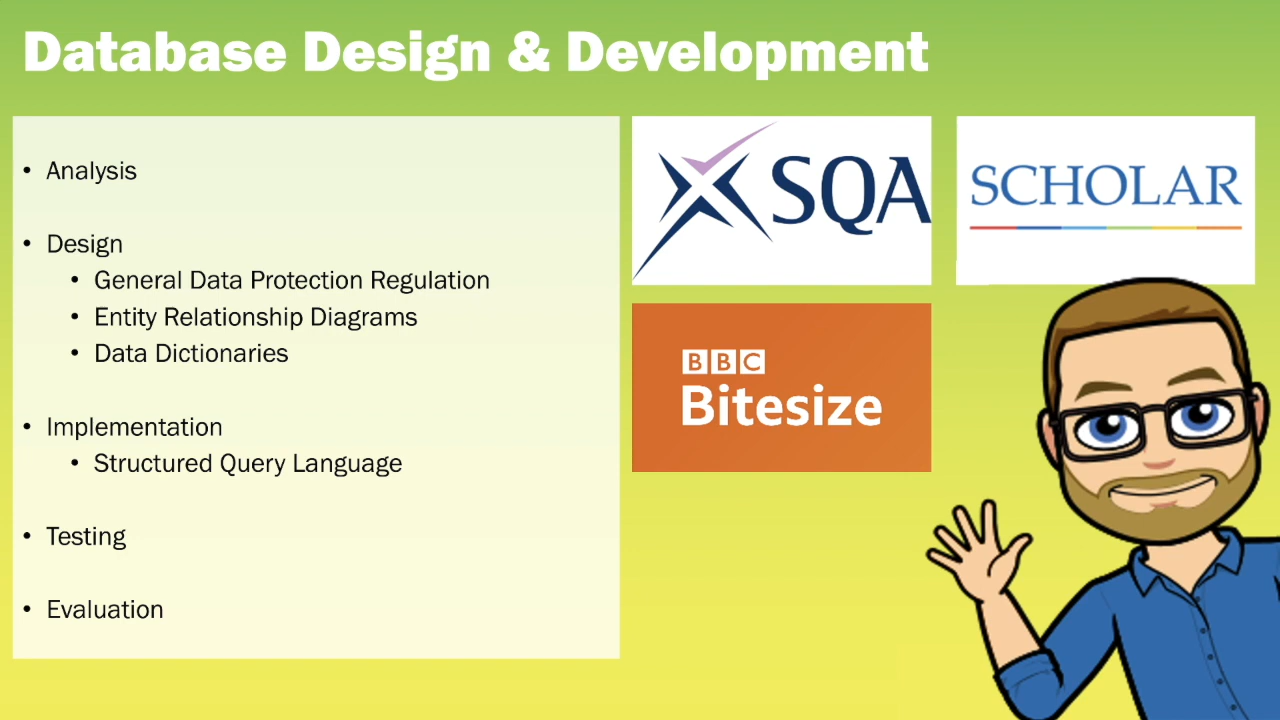 Database Design & Development
• Analysis
• Design
• General Data Protection Regulation
• Entity Relationship Diagrams
• Data Dictionaries
• Implementation
• Structured Query Language
• Testing
• Evaluation
SQA
SCHOLAR
BBC
Bitesize